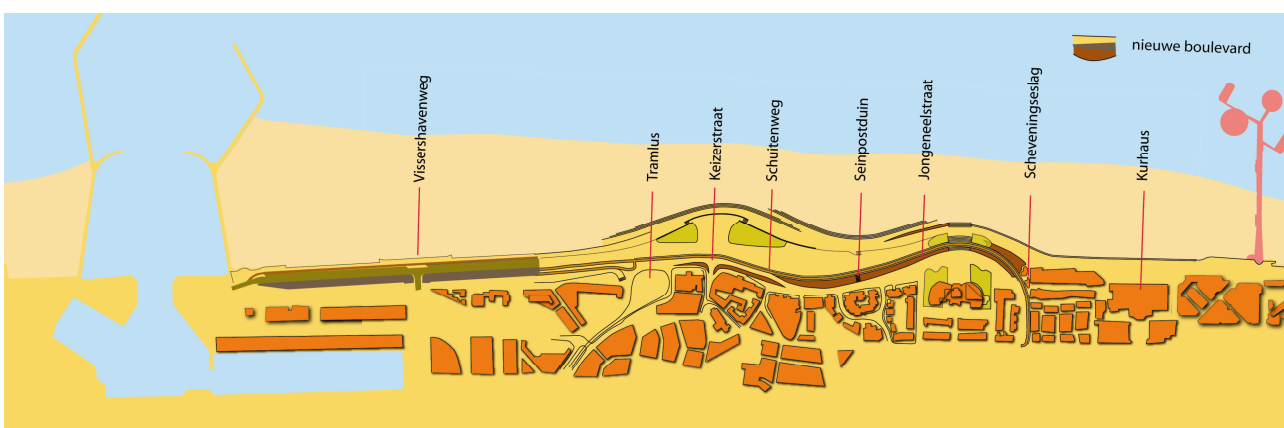 nieuwe boulevard
Vissershavenweg
Tramlus
Keizerstraat
Schuitenweg
Seinpostduin
Jongeneelstraat
Scheveningseslag
Kurhaus